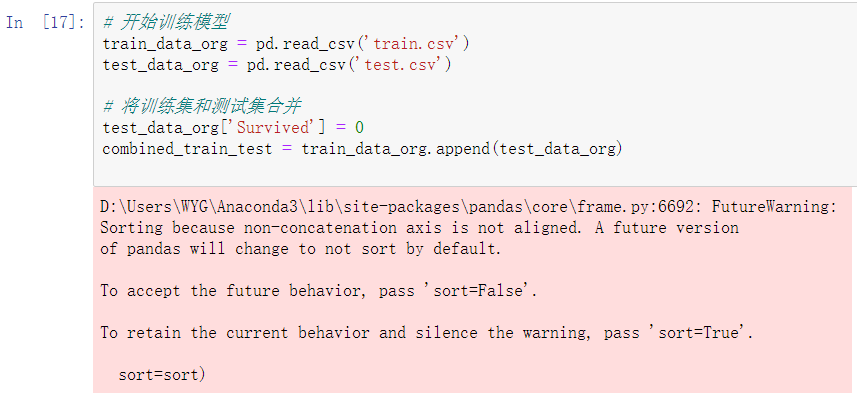 In [17]:
# 开始训练模型
train_data_org = pd.read_csv('train.csv')
test_data_org = pd.read_csv('test.csv')
# 将训练集和测试集合并
test_data_org['Survived'] = 0
combined_train_test = train_data_org.append(test_data_org)
D:\Users\WYG\Anaconda3\lib\site-packages\pandas\core\frame.py:6692: FutureWarning:
Sorting because non-concatenation axis is not aligned. A future version
of pandas will change to not sort by default.
To accept the future behavior, pass 'sort=False'.
To retain the current behavior and silence the warning, pass 'sort=True'.
sort=sort)